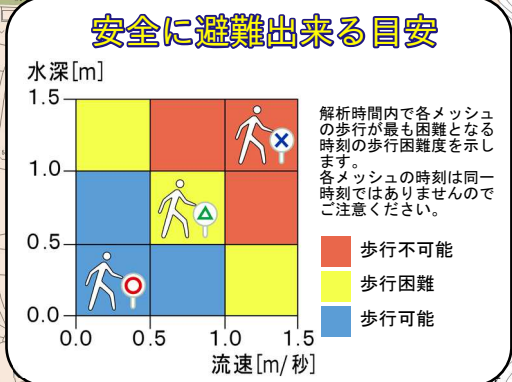 安全に避難出来る目安
水深[m]
1.5
1.0
0.5
0.0
0.0 0.5 1.0 1.5
流速[m/秒]
解析時間内で各メッシュ
の歩行が最も困難となる
時刻の歩行困難度を示し
ます。
各メッシュの時刻は同一
時刻ではありませんので
ご注意ください。
歩行不可能
歩行困難
歩行可能